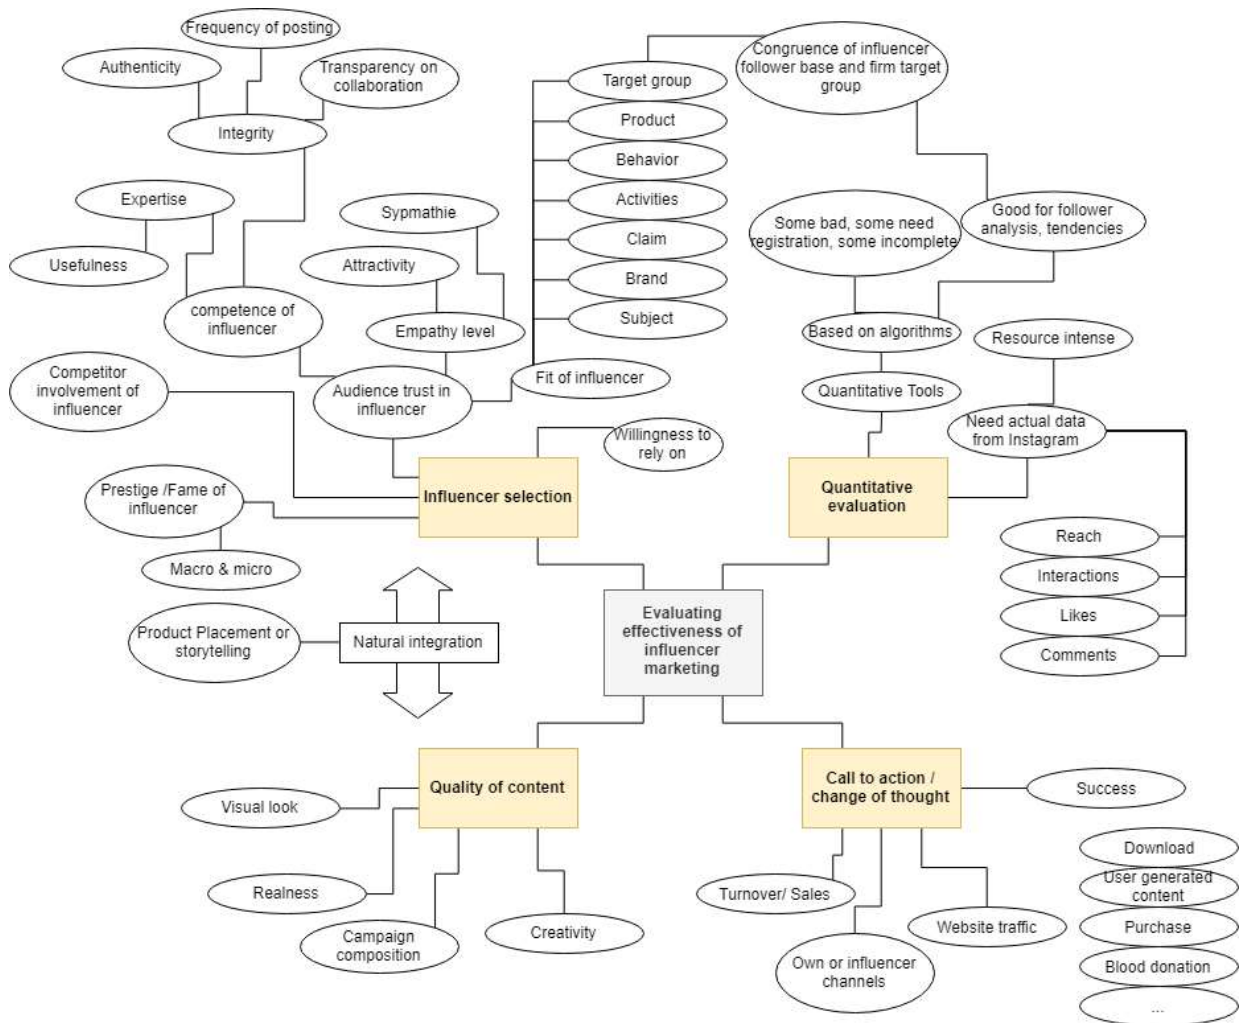 Frequency of posting
Authenticity
Transparency on
collaboration
Integrity
Expertise
Usefulness
competence of
influencer
Sypmathie
Attractivity
Empathy level
Competitor
involvement of
influencer
Audience trust in
influencer
Fit of influencer
Target group
Product
Behavior
Activities
Claim
Brand
Subject
Congruence of influencer
follower base and firm target
group
Some bad, some need
registration, some incomplete
Good for follower
analysis, tendencies
Based on algorithms
Resource intense
Quantitative Tools
Need actual data
from Instagram
Willingness to
rely on
Prestige /Fame of
influencer
Macro & micro
Influencer selection
Quantitative
evaluation
Reach
Interactions
Likes
Comments
Product Placement or
storytelling
Natural integration
Evaluating
effectiveness of
influencer
marketing
Quality of content
Call to action /
change of thought
Visual look
Realness
Campaign
composition
Creativity
Turnover/ Sales
Own or influencer
channels
Website traffic
Success
Download
User generated
content
Purchase
Blood donation
...